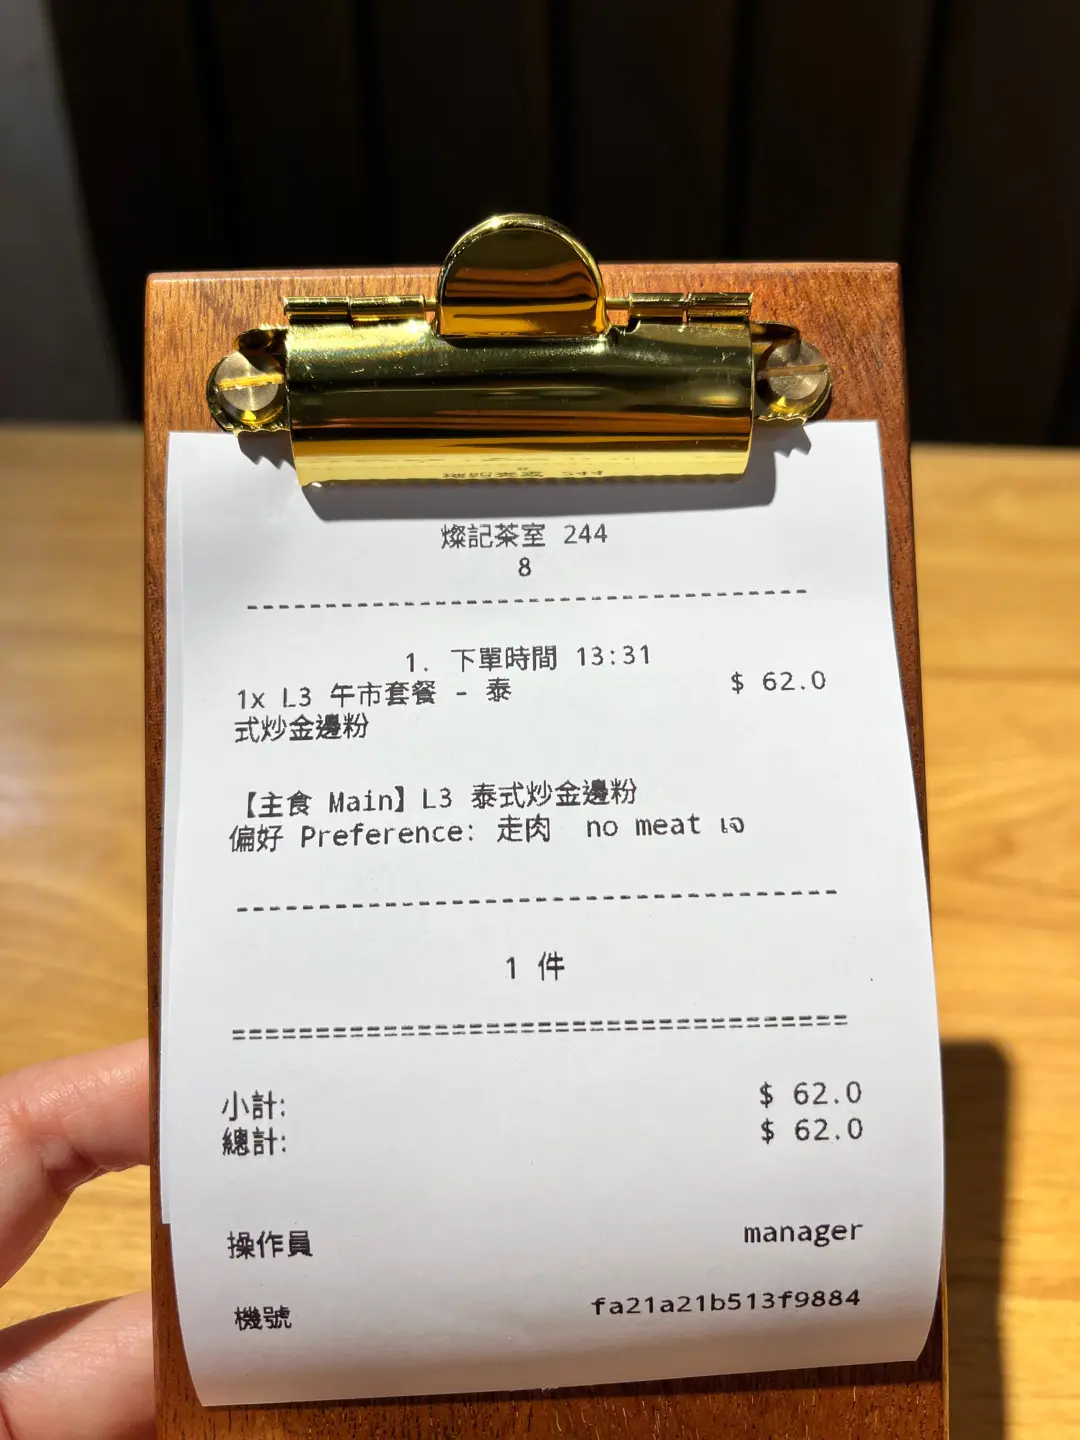 燦記茶室 244
8
-----------------------------------
1. 下單時間 13:31
1x L3 午市套餐 - 泰 $ 62.0
式炒金邊粉
【主食 Main】L3 泰式炒金邊粉
偏好 Preference: 走肉 no meat เจ
-----------------------------------
1 件
===================================
小計: $ 62.0
總計: $ 62.0
操作員 manager
機號 fa21a21b513f9884